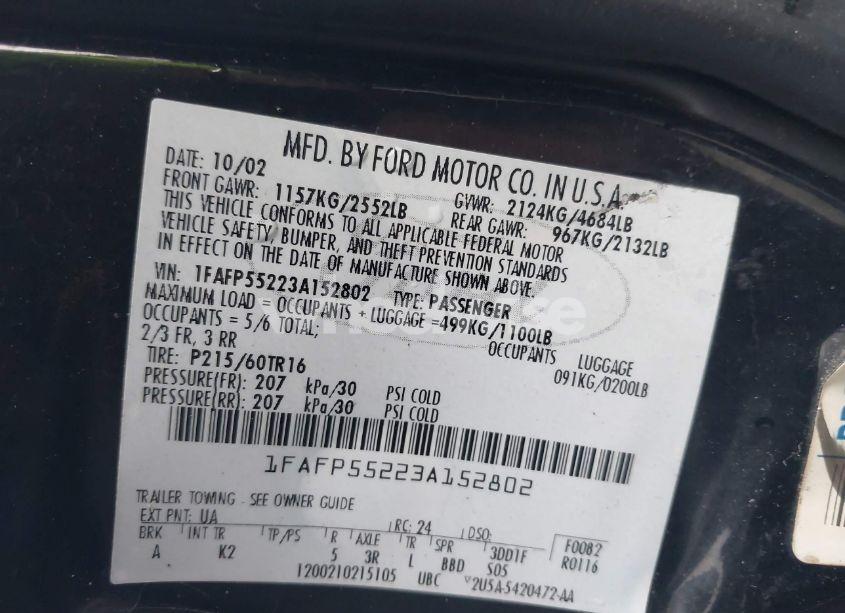 MFD. BY FORD MOTOR CO. IN U.S.A.
DATE: 10/02 GVWR: 2124KG/4684LB
FRONT GAWR: 1157KG/2552LB REAR GAWR: 967KG/2132LB
THIS VEHICLE CONFORMS TO ALL APPLICABLE FEDERAL MOTOR
VEHICLE SAFETY, BUMPER, AND THEFT PREVENTION STANDARDS
IN EFFECT ON THE DATE OF MANUFACTURE SHOWN ABOVE.
VIN: 1FAFP55223A152802 TYPE: PASSENGER
MAXIMUM LOAD = OCCUPANTS + LUGGAGE =499KG/1100LB
OCCUPANTS = 5/6 TOTAL; OCCUPANTS LUGGAGE
2/3 FR, 3 RR 091KG/0200LB
TIRE: P215/60TR16
PRESSURE(FR): 207 kPa/30 PSI COLD
PRESSURE(RR): 207 kPa/30 PSI COLD
1FAFP55223A152802
TRAILER TOWING - SEE OWNER GUIDE
EXT PNT: UA RC: 24 DSO:
BRK INT TR TP/PS R AXLE TR SPR F0082
A K2 5 3R L BBD 3DD1F R0116
S05
1200210215105 UBC V2U5A-5420472-AA